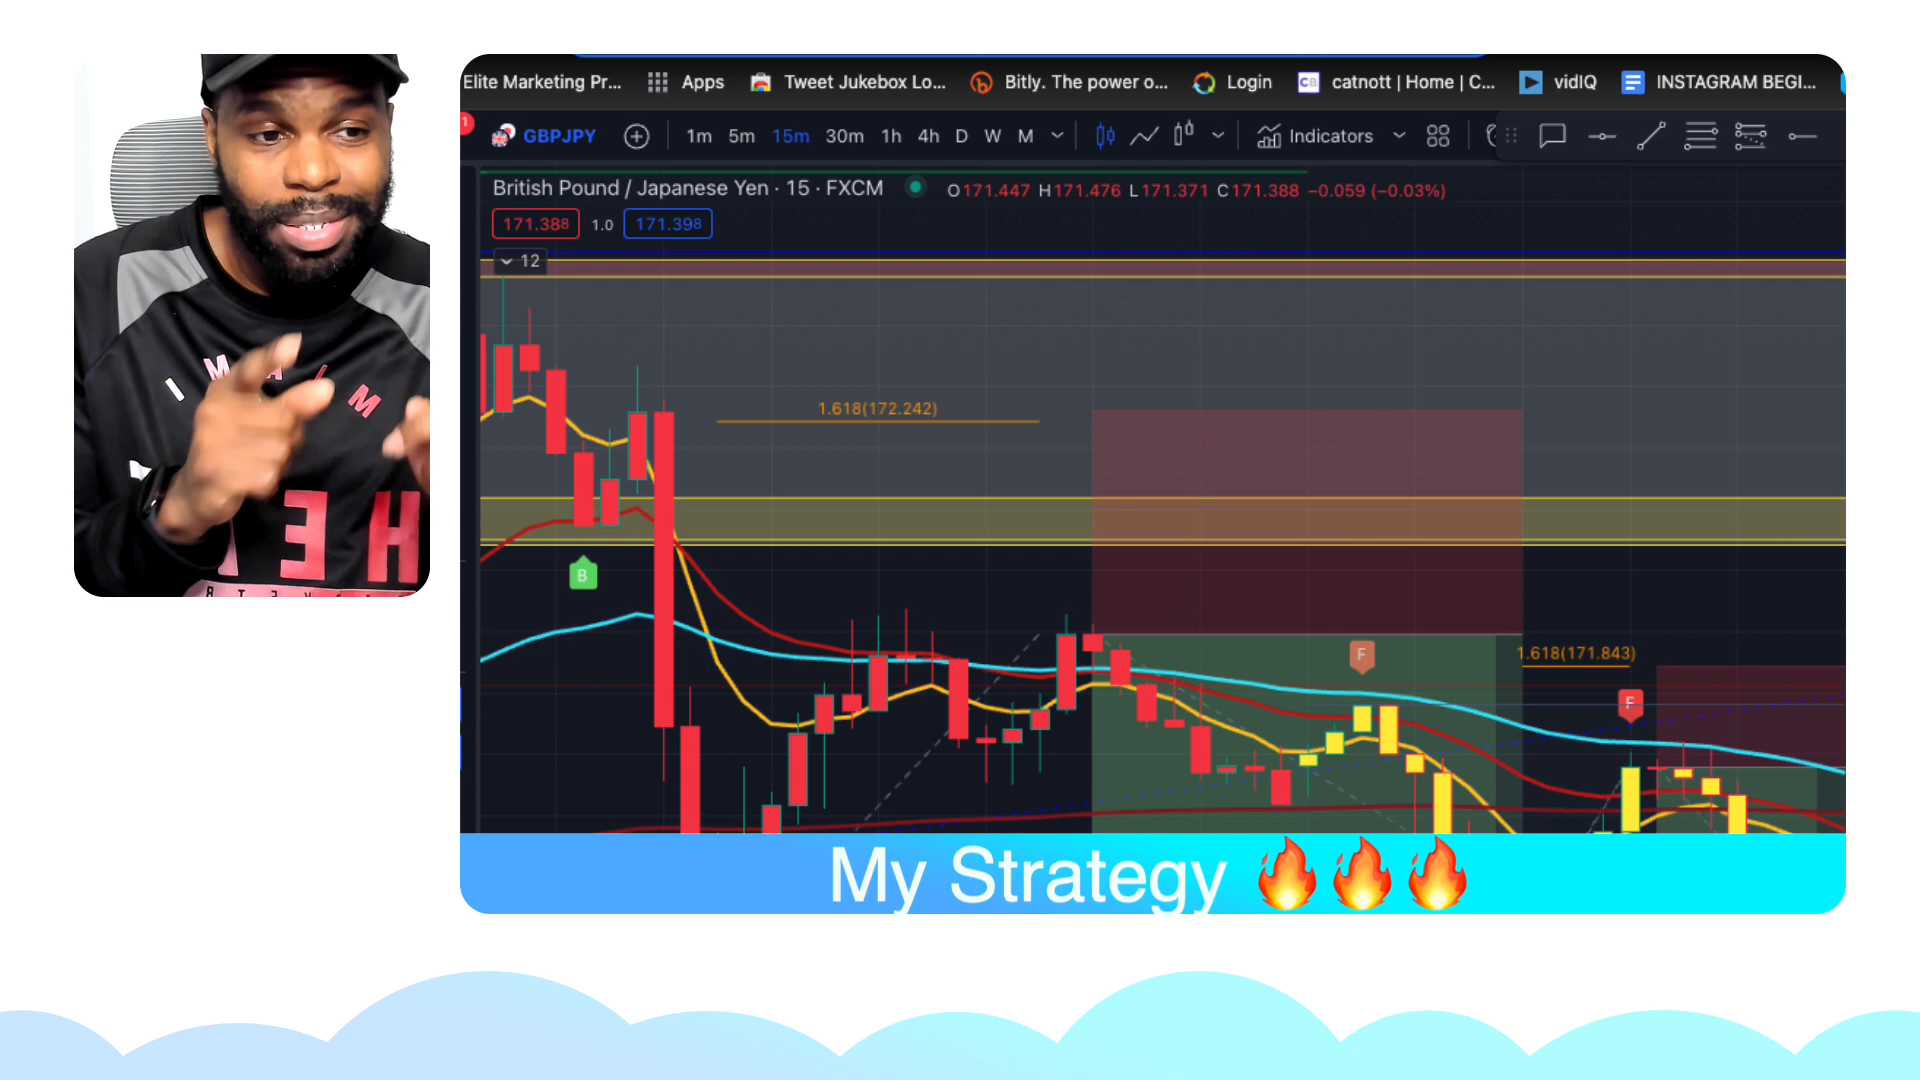 Elite Marketing Pr...
Apps
Tweet Jukebox Lo...
Bitly. The power o...
Login
CB
catnott | Home | C...
vidIQ
INSTAGRAM BEGI...
1
GBPJPY
1m 5m 15m 30m 1h 4h D W M
Indicators
British Pound / Japanese Yen · 15 · FXCM
O171.447 H171.476 L171.371 C171.388 −0.059 (−0.03%)
171.388 1.0 171.398
12
1.618(172.242)
B
F
1.618(171.843)
F
My Strategy 🔥🔥🔥